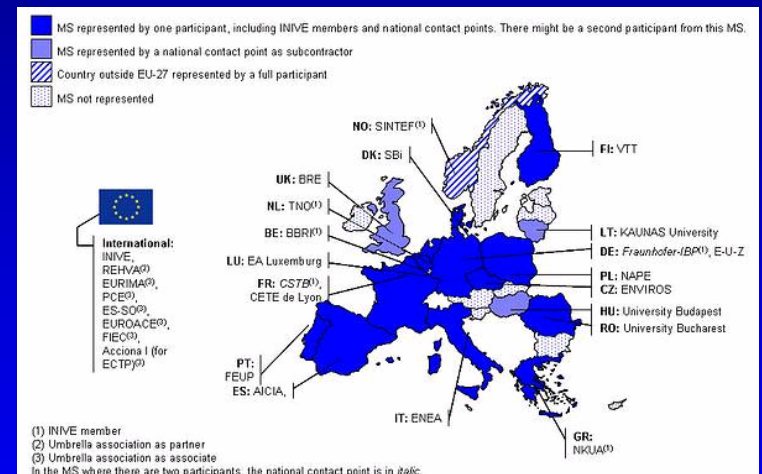 MS represented by one participant, including INIVE members and national contact points. There might be a second participant from this MS.
MS represented by a national contact point as subcontractor
Country outside EU-27 represented by a full participant
MS not represented
NO: SINTEF(1)
DK: SBi
FI: VTT
UK: BRE
NL: TNO(1)
BE: BBRI(1)
LU: EA Luxemburg
FR: CSTB(1),
CETE de Lyon
LT: KAUNAS University
DE: Fraunhofer-IBP(1), E-U-Z
PL: NAPE
CZ: ENVIROS
HU: University Budapest
RO: University Bucharest
International:
INIVE,
REHVA(2)
EURIMA(3),
PCE(3),
ES-SO(3),
EUROACE(3),
FIEC(3),
Acciona I (for
ECTP)(3)
PT:
FEUP
ES: AICIA,
IT: ENEA
GR:
NKUA(1)
(1) INIVE member
(2) Umbrella association as partner
(3) Umbrella association as associate
In the MS where there are two participants, the national contact point is in italic.